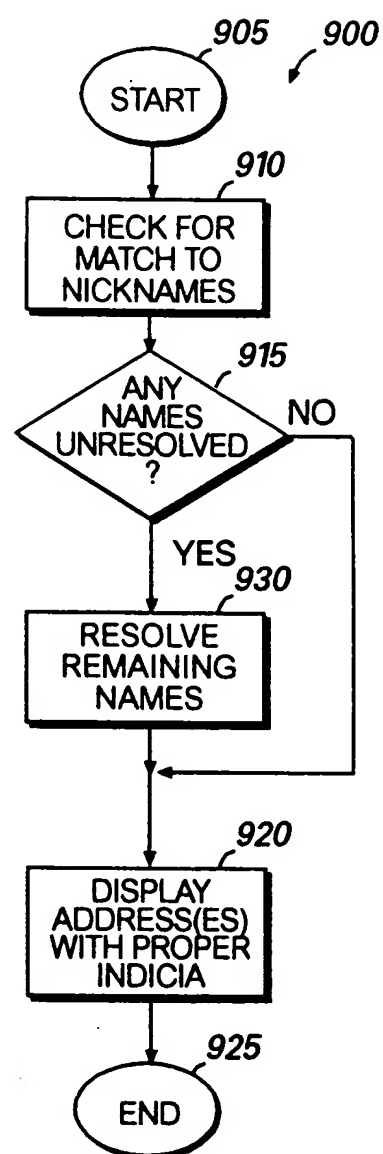 905
900
START
910
CHECK FOR
MATCH TO
NICKNAMES
915
ANY
NAMES
UNRESOLVED
?
NO
YES
930
RESOLVE
REMAINING
NAMES
920
DISPLAY
ADDRESS(ES)
WITH PROPER
INDICIA
925
END